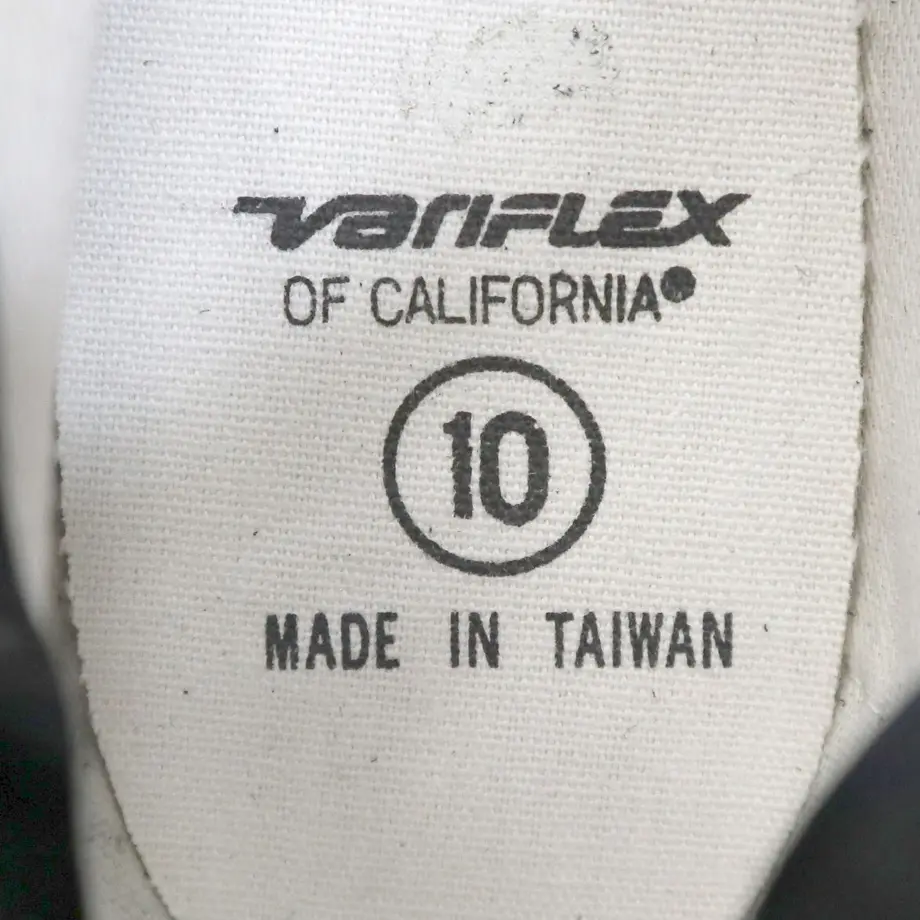 VARIFLEX
OF CALIFORNIA
10
MADE IN TAIWAN